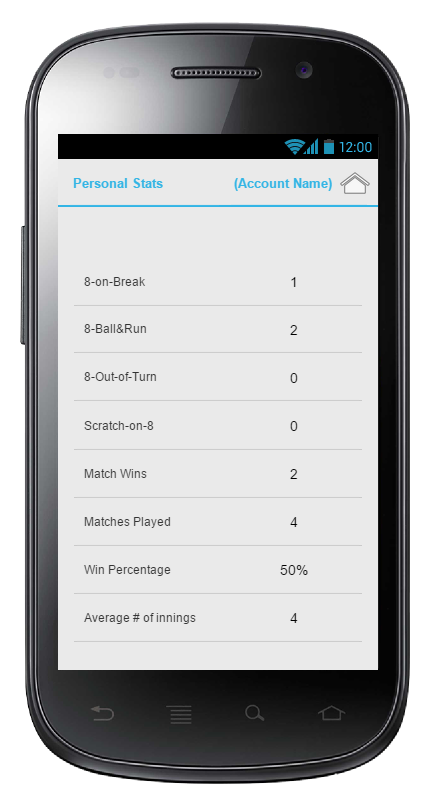 12:00
Personal Stats (Account Name)
8-on-Break 1
8-Ball&Run 2
8-Out-of-Turn 0
Scratch-on-8 0
Match Wins 2
Matches Played 4
Win Percentage 50%
Average # of innings 4